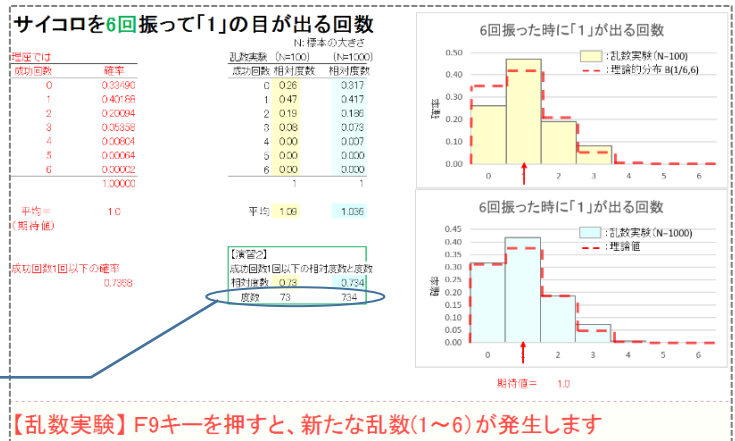 サイコロを6回振って「1」の目が出る回数
N: 標本の大きさ
理屈では
乱数実験 (N=100) (N=1000)
成功回数 確率
成功回数 相対度数 相対度数
0 0.33490
0 0.26 0.317
1 0.40188
1 0.47 0.417
2 0.20094
2 0.19 0.186
3 0.05358
3 0.08 0.073
4 0.00804
4 0.00 0.007
5 0.00064
5 0.00 0.000
6 0.00002
6 0.00 0.000
1.00000
1 1
平均= 1.0
(期待値)
平均 1.09 1.036
成功回数1回以下の確率
0.7368
【演習2】
成功回数1回以下の相対度数と度数
相対度数 0.73 0.734
度数 73 734
6回振った時に「1」が出る回数
:乱数実験(N=100)
:理論的分布 B(1/6,6)
0.50
0.40
0.30
0.20
0.10
0.00
確率
0 1 2 3 4 5 6
6回振った時に「1」が出る回数
:乱数実験(N=1000)
:理論値
0.45
0.40
0.35
0.30
0.25
0.20
0.15
0.10
0.05
0.00
確率
0 1 2 3 4 5 6
期待値= 1.0
【乱数実験】F9キーを押すと、新たな乱数(1~6)が発生します